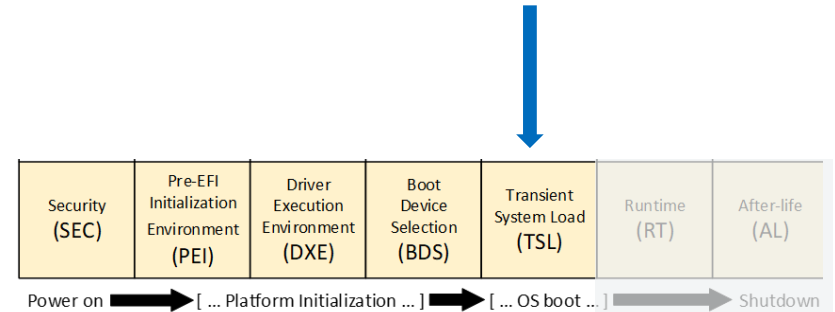 Security
(SEC)
Pre-EFI
Initialization
Environment
(PEI)
Driver
Execution
Environment
(DXE)
Boot
Device
Selection
(BDS)
Transient
System Load
(TSL)
Runtime
(RT)
After-life
(AL)
Power on [ ... Platform Initialization ... ] [ ... OS boot ... ] Shutdown